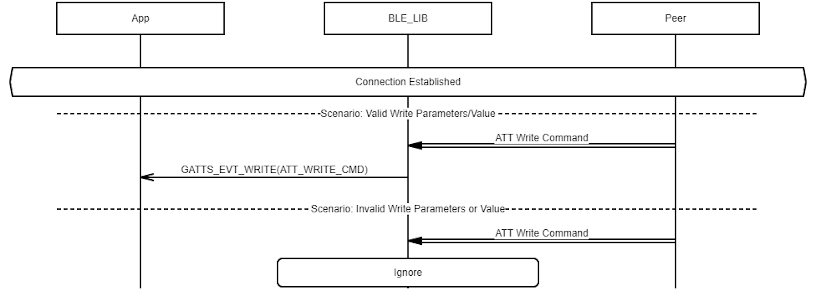 App
BLE_LIB
Peer
Connection Established
Scenario: Valid Write Parameters/Value
ATT Write Command
GATTS_EVT_WRITE(ATT_WRITE_CMD)
Scenario: Invalid Write Parameters or Value
ATT Write Command
Ignore